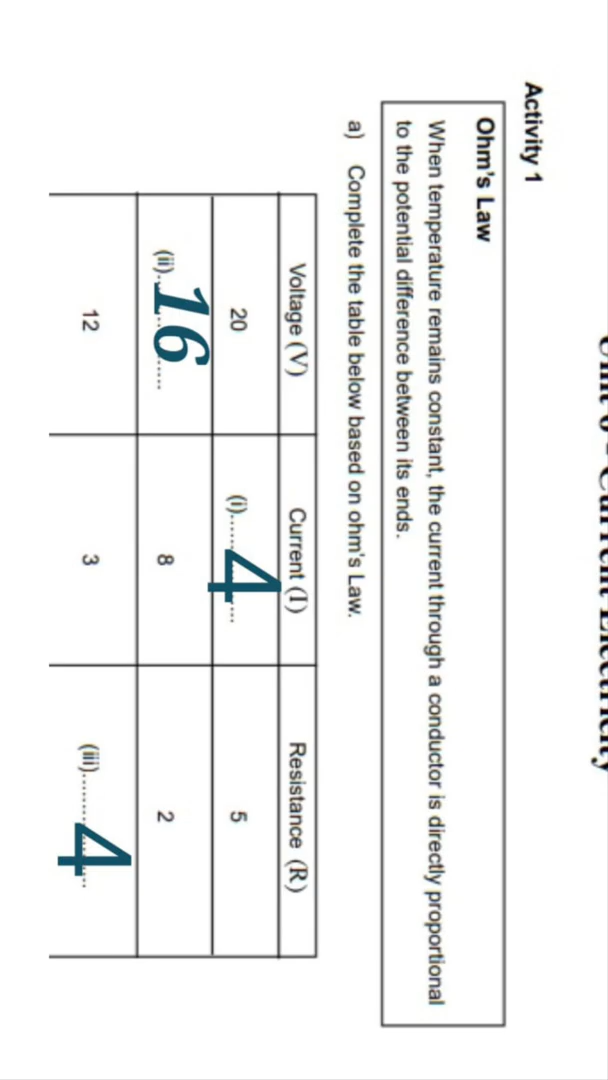 Activity 1
Ohm's Law
When temperature remains constant, the current through a conductor is directly proportional
to the potential difference between its ends.
a) Complete the table below based on ohm's Law.
Voltage (V) Current (I) Resistance (R)
20 (i)......4...... 5
(ii)......16...... 8 2
12 3 (iii)......4......